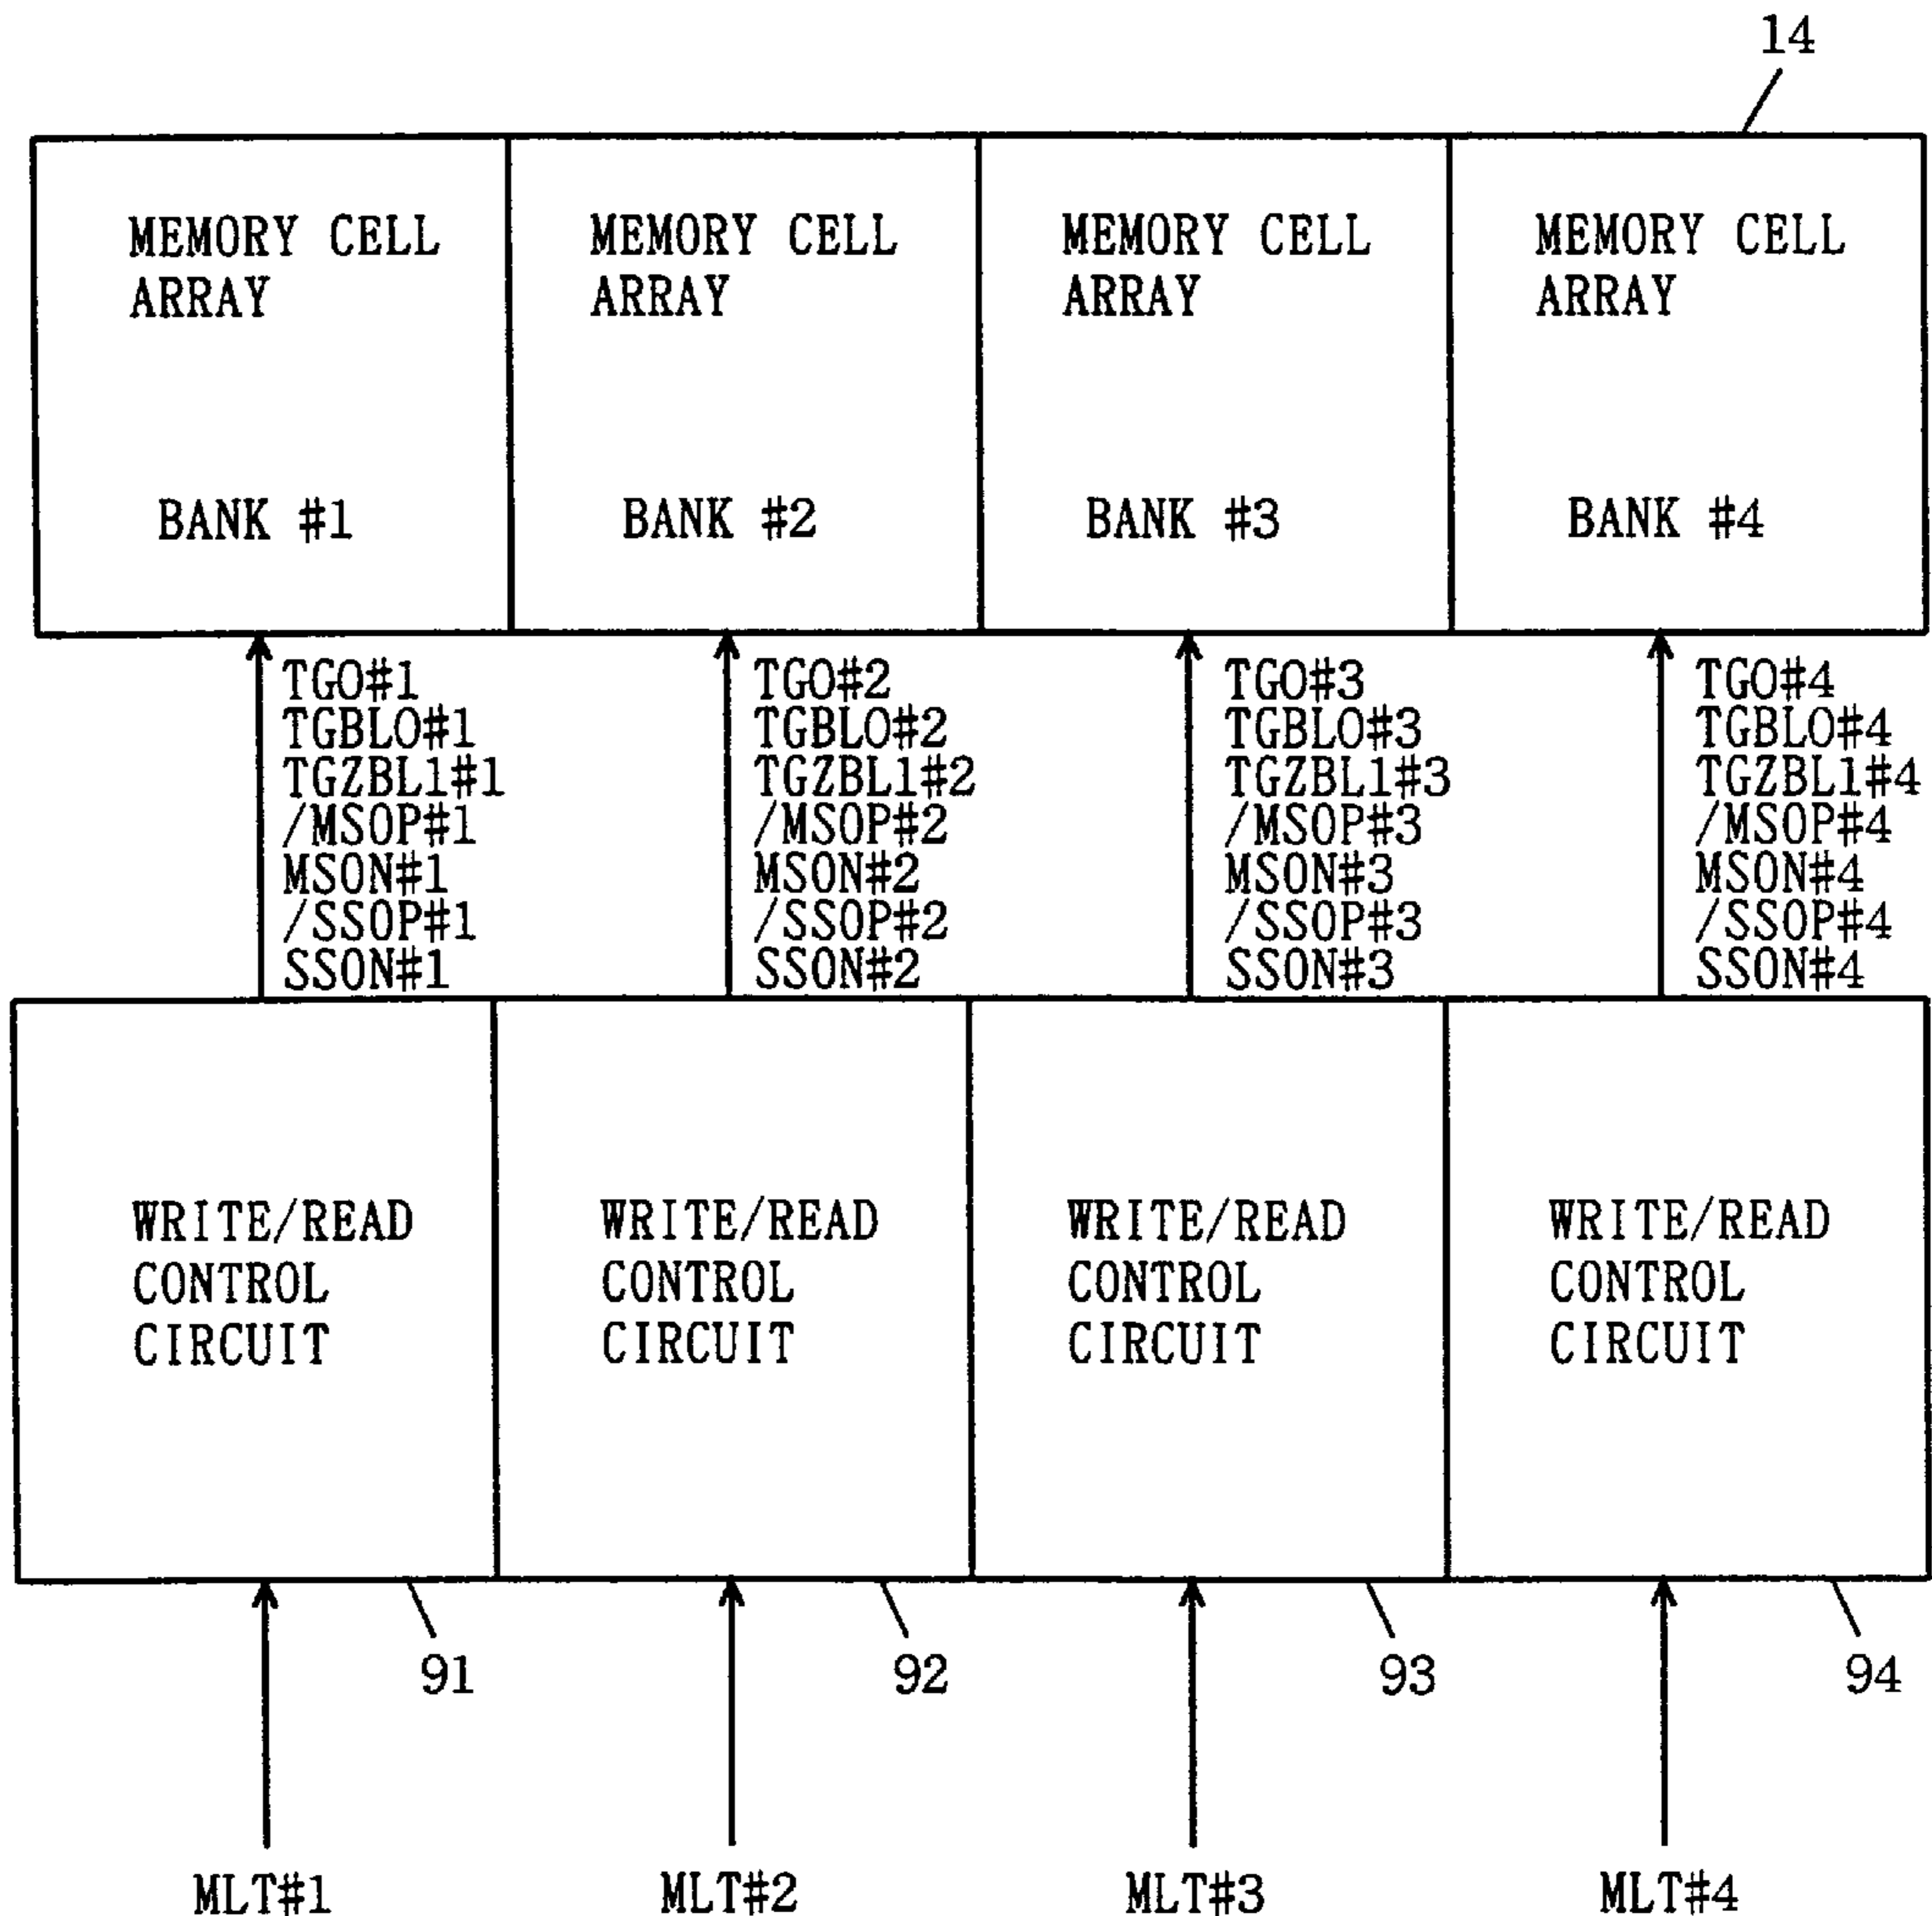 14
MEMORY CELL
ARRAY
BANK #1
MEMORY CELL
ARRAY
BANK #2
MEMORY CELL
ARRAY
BANK #3
MEMORY CELL
ARRAY
BANK #4
TGO#1
TGBLO#1
TGZBL1#1
/MSOP#1
MSON#1
/SSOP#1
SSON#1
TGO#2
TGBLO#2
TGZBL1#2
/MSOP#2
MSON#2
/SSOP#2
SSON#2
TGO#3
TGBLO#3
TGZBL1#3
/MSOP#3
MSON#3
/SSOP#3
SSON#3
TGO#4
TGBLO#4
TGZBL1#4
/MSOP#4
MSON#4
/SSOP#4
SSON#4
WRITE/READ
CONTROL
CIRCUIT
WRITE/READ
CONTROL
CIRCUIT
WRITE/READ
CONTROL
CIRCUIT
WRITE/READ
CONTROL
CIRCUIT
91
92
93
94
MLT#1
MLT#2
MLT#3
MLT#4